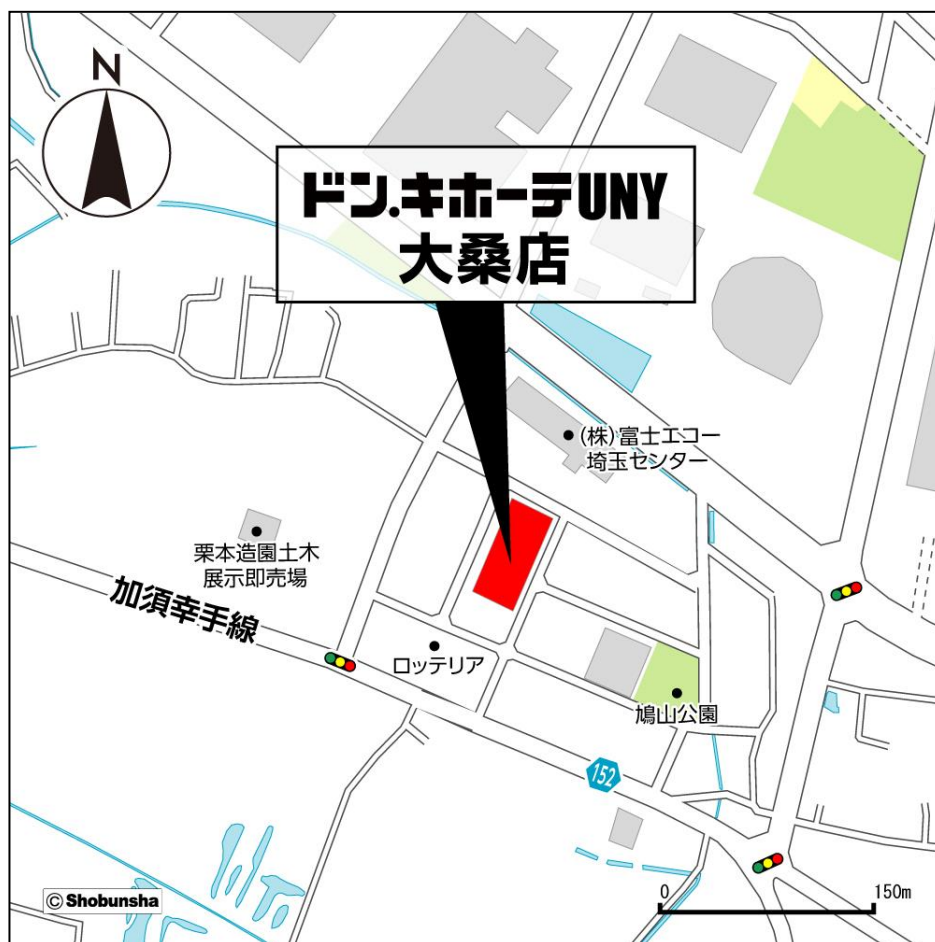 N
ドン.キホーテUNY
大桑店
(株)富士エコー
埼玉センター
栗本造園土木
展示即売場
加須幸手線
ロッテリア
鳩山公園
152
© Shobunsha
0 150m